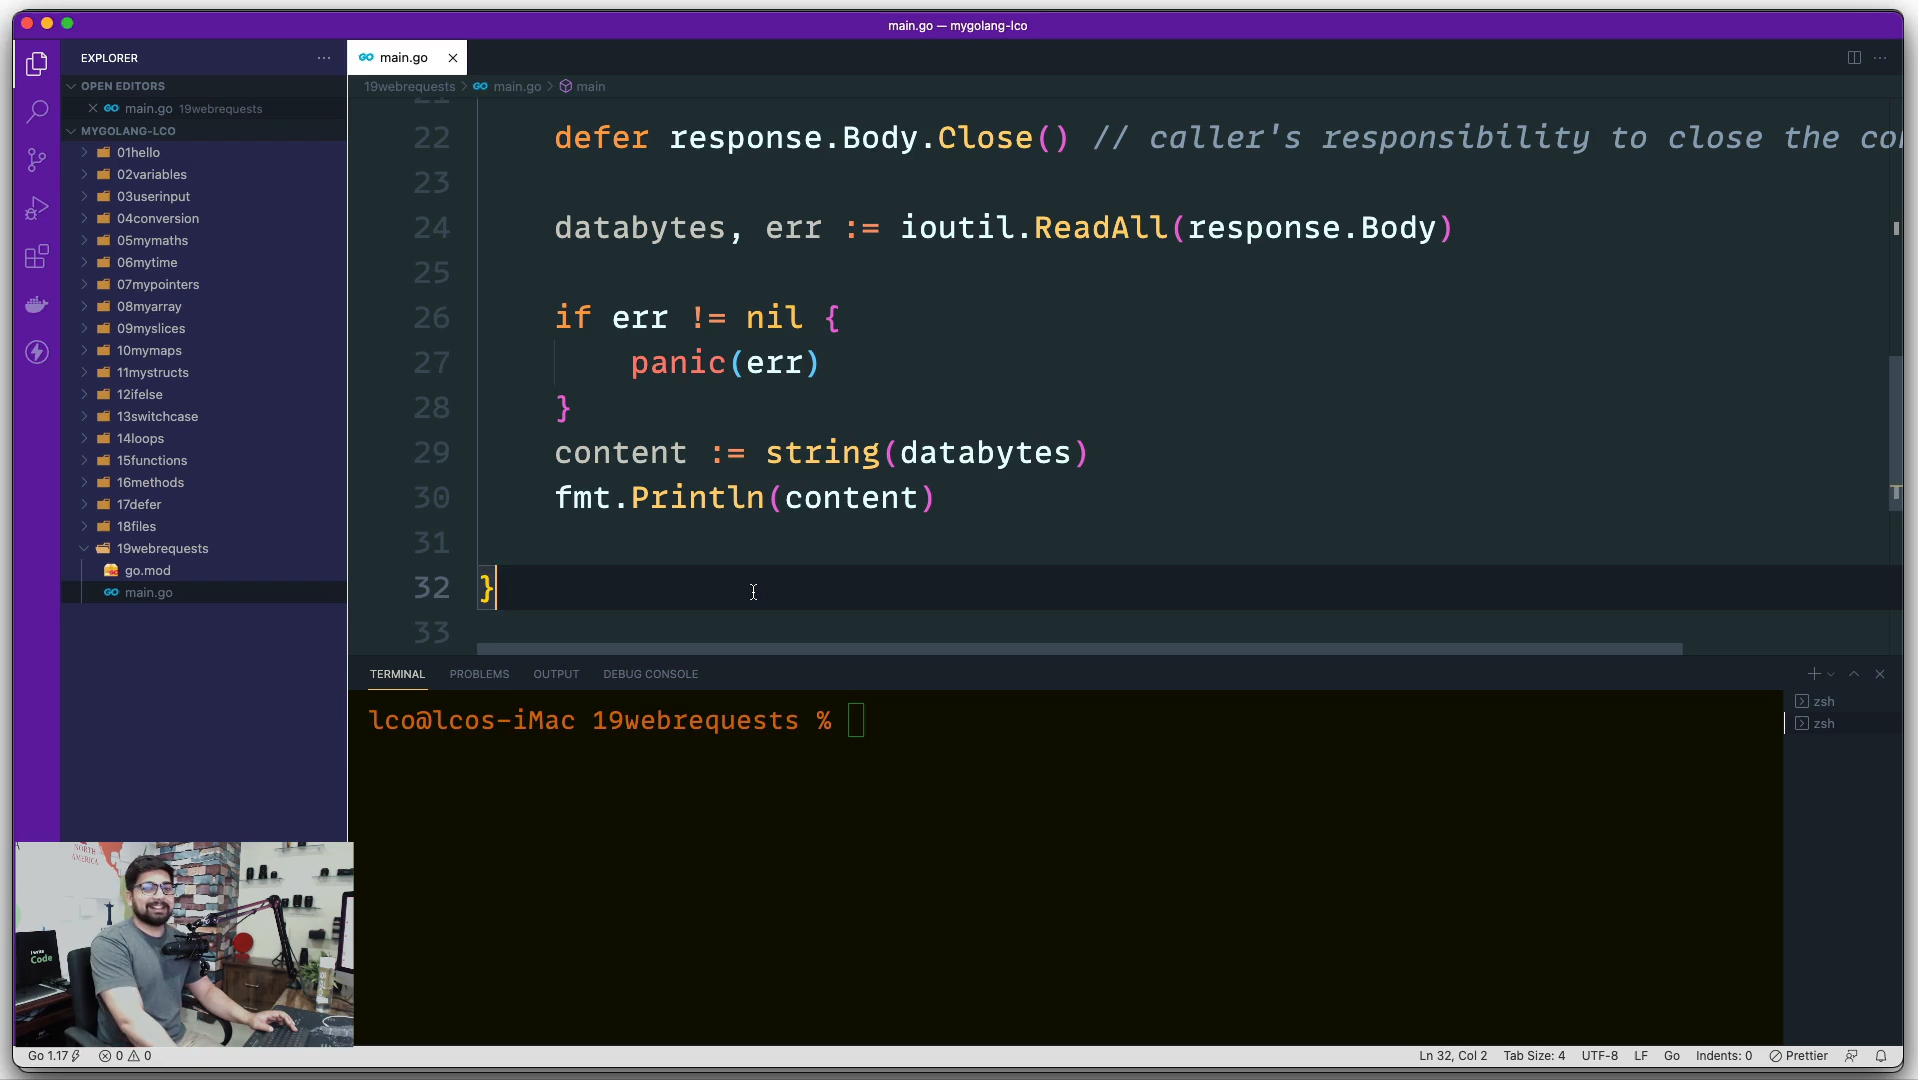 main.go — mygolang-lco
EXPLORER
OPEN EDITORS
main.go 19webrequests
MYGOLANG-LCO
01hello
02variables
03userinput
04conversion
05mymaths
06mytime
07mypointers
08myarray
09myslices
10mymaps
11mystructs
12ifelse
13switchcase
14loops
15functions
16methods
17defer
18files
19webrequests
go.mod
main.go
main.go
19webrequests > main.go > main
22 defer response.Body.Close() // caller's responsibility to close the
23
24 databytes, err := ioutil.ReadAll(response.Body)
25
26 if err != nil {
27 panic(err)
28 }
29 content := string(databytes)
30 fmt.Println(content)
31
32 }
33
TERMINAL PROBLEMS OUTPUT DEBUG CONSOLE
lco@lcos-iMac 19webrequests %
zsh
zsh
NORTH
AMERICA
I write
Code
Go 1.17 0 0 Ln 32, Col 2 Tab Size: 4 UTF-8 LF Go Indents: 0 Prettier